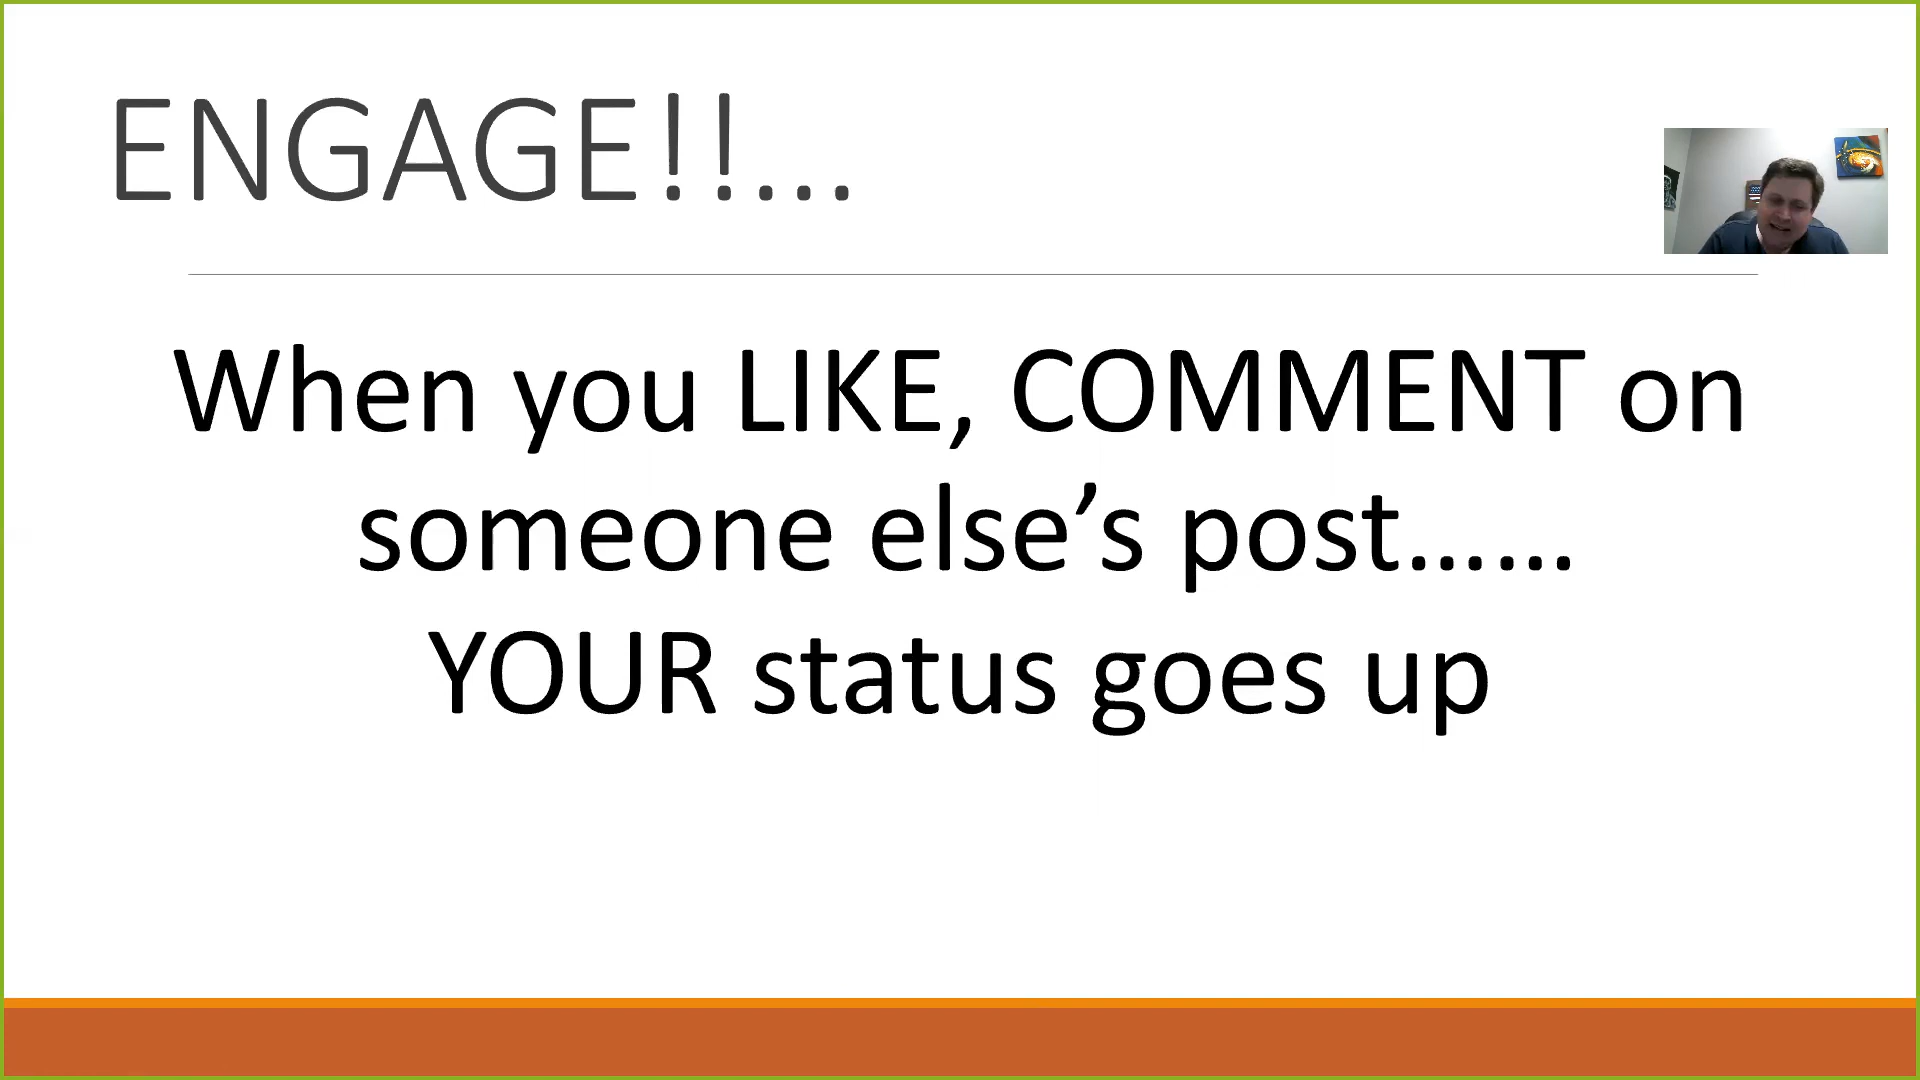 ENGAGE!!...
When you LIKE, COMMENT on
someone else’s post……
YOUR status goes up